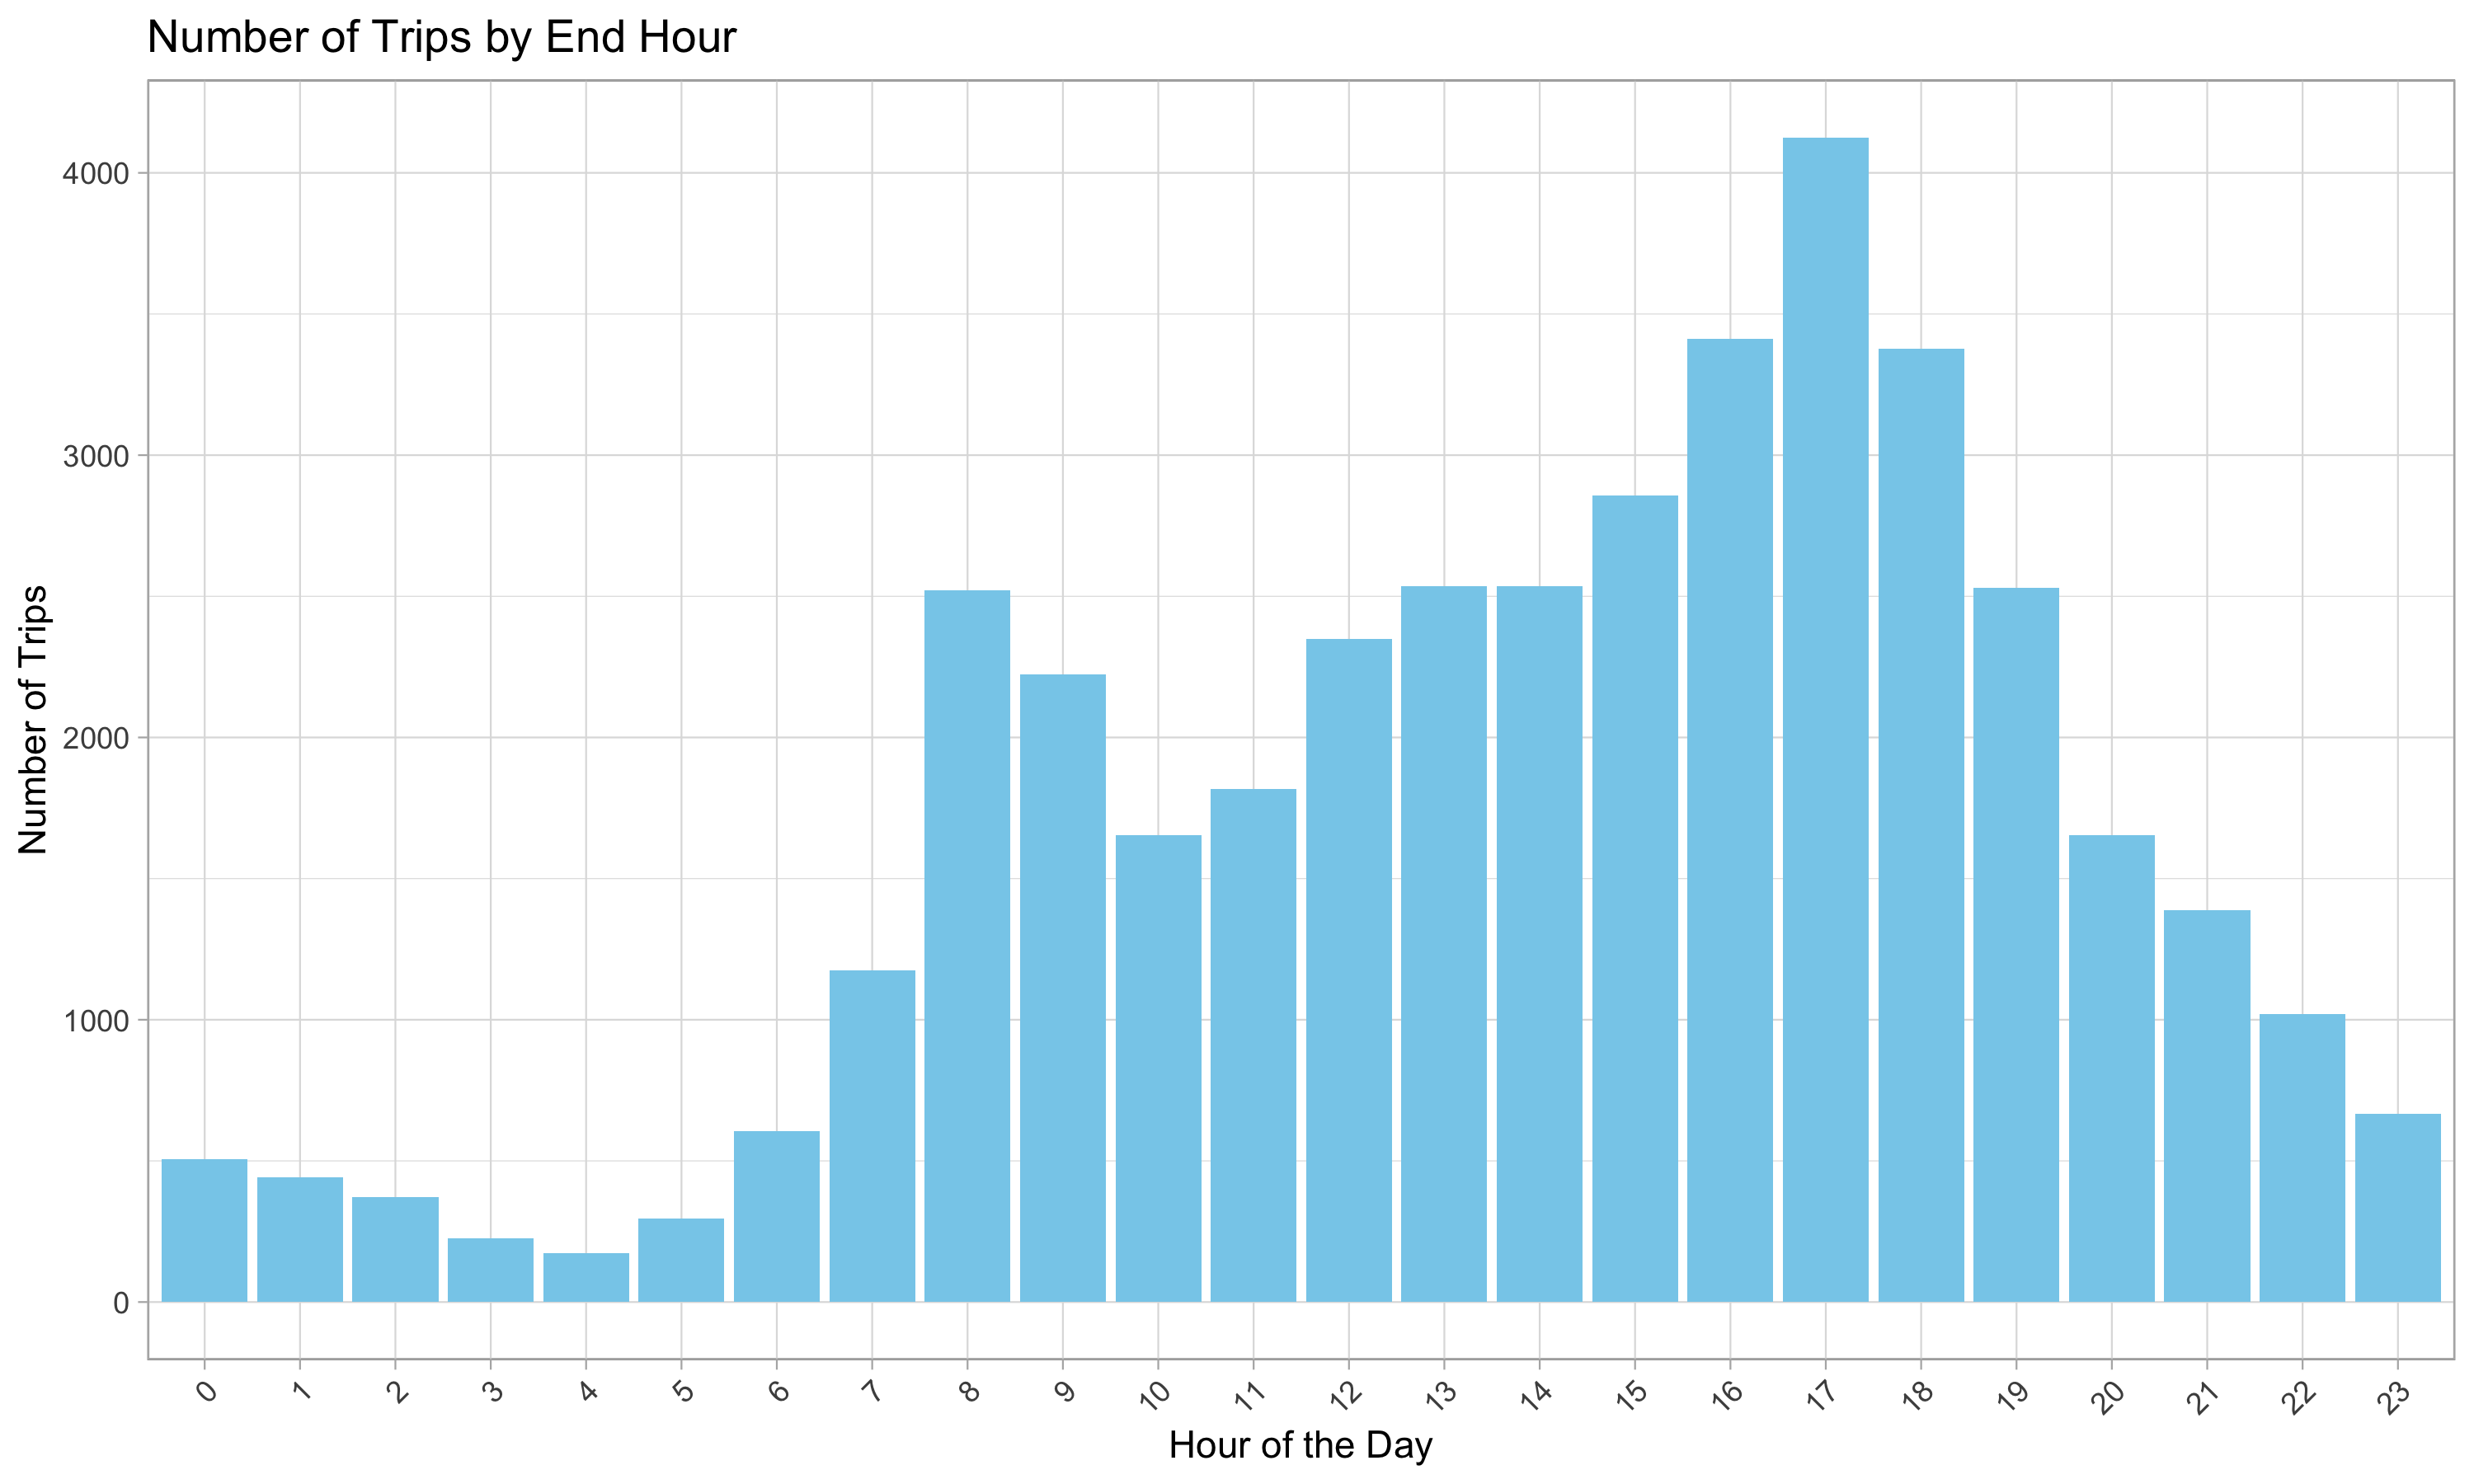 Number of Trips by End Hour
Number of Trips
4000
3000
2000
1000
0
0 1 2 3 4 5 6 7 8 9 10 11 12 13 14 15 16 17 18 19 20 21 22 23
Hour of the Day